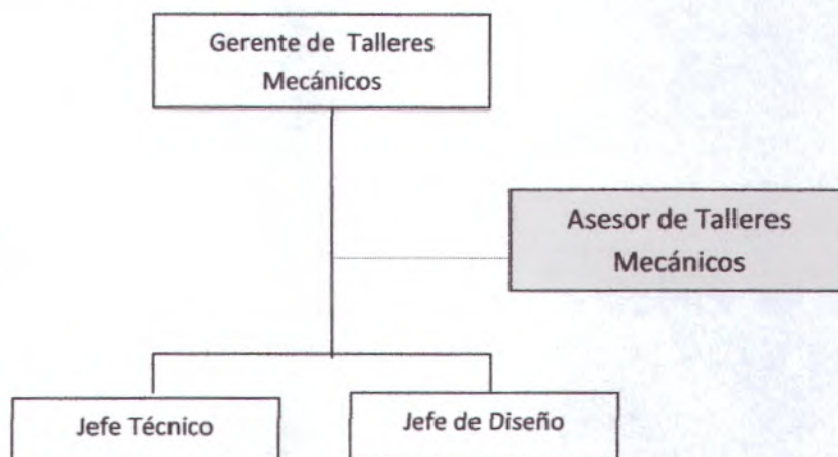 Gerente de Talleres
Mecánicos
Asesor de Talleres
Mecánicos
Jefe Técnico
Jefe de Diseño